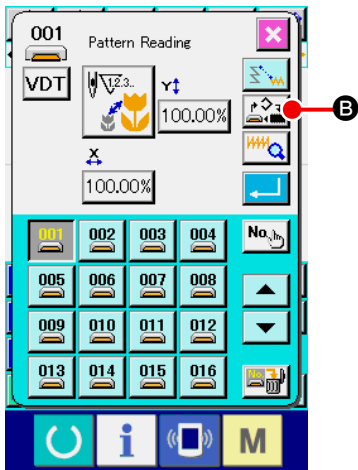 001
Pattern Reading
VDT
1.2.3..
Y
100.00%
X
100.00%
B
001 002 003 004
No.
005 006 007 008
009 010 011 012
013 014 015 016
No.
i
M